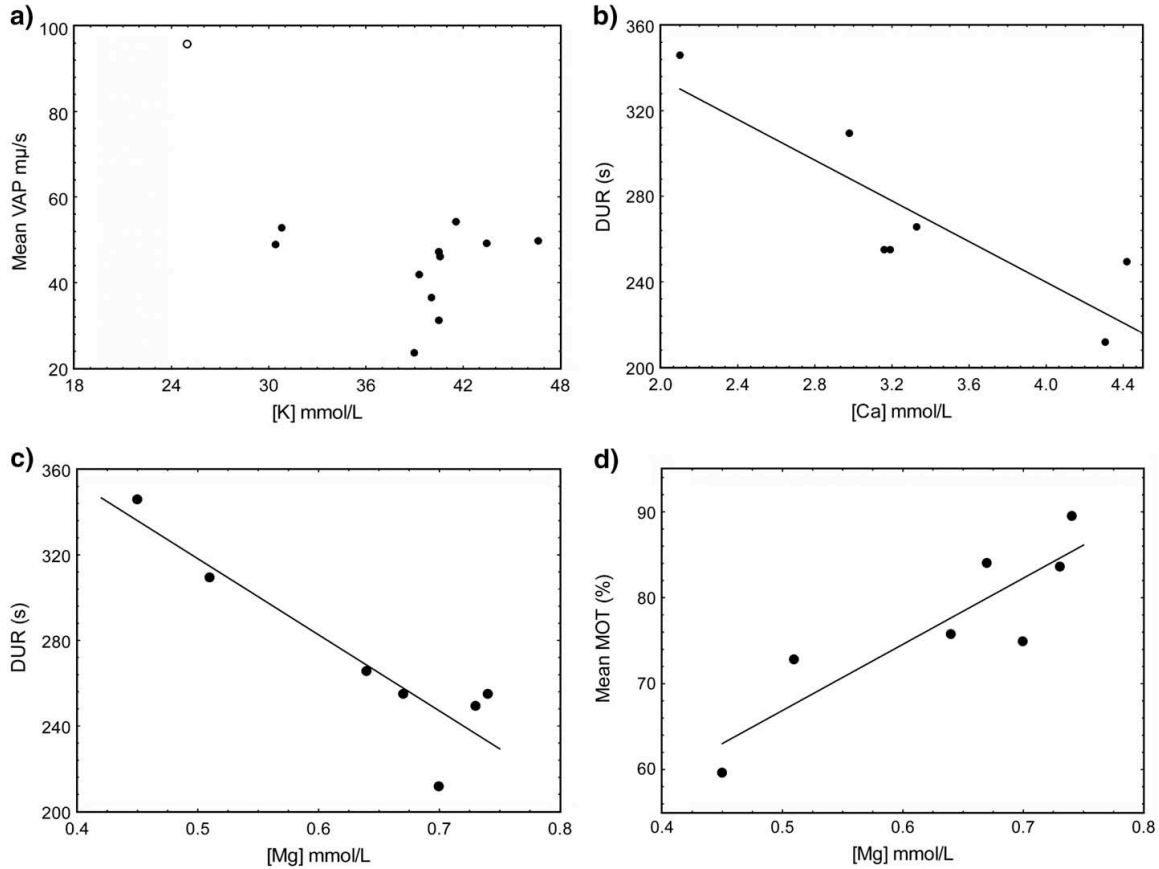 a)
100
80
60
40
20
Mean VAP mµ/s
18 24 30 36 42 48
[K] mmol/L
b)
360
320
280
240
200
DUR (s)
2.0 2.4 2.8 3.2 3.6 4.0 4.4
[Ca] mmol/L
c)
360
320
280
240
200
DUR (s)
0.4 0.5 0.6 0.7 0.8
[Mg] mmol/L
d)
90
80
70
60
Mean MOT (%)
0.4 0.5 0.6 0.7 0.8
[Mg] mmol/L